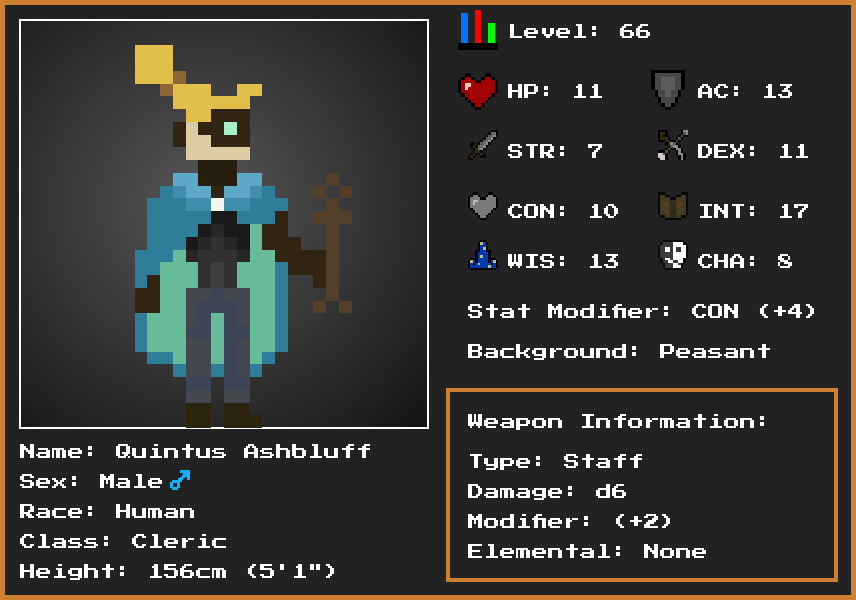 Level: 66
HP: 11
AC: 13
STR: 7
DEX: 11
CON: 10
INT: 17
WIS: 13
CHA: 8
Stat Modifier: CON (+4)
Background: Peasant
Weapon Information:
Type: Staff
Damage: d6
Modifier: (+2)
Elemental: None
Name: Quintus Ashbluff
Sex: Male♂
Race: Human
Class: Cleric
Height: 156cm (5'1")